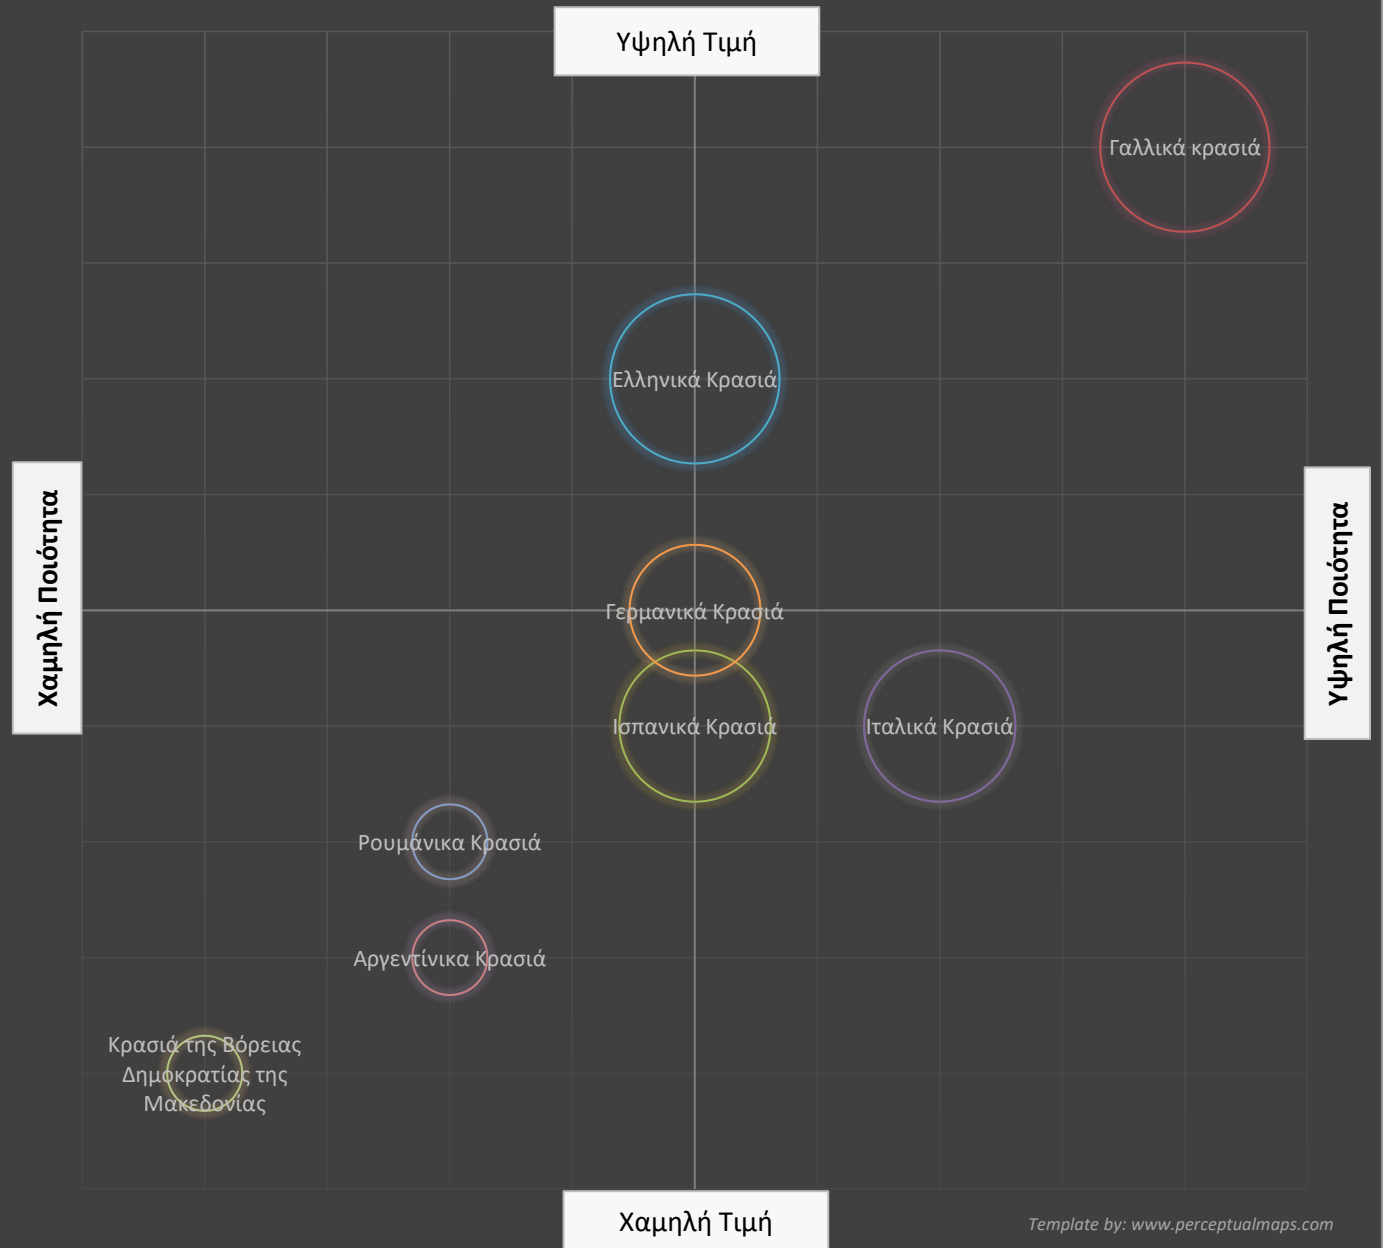 Υψηλή Τιμή
Γαλλικά κρασιά
Ελληνικά Κρασιά
Χαμηλή Ποιότητα
Υψηλή Ποιότητα
Γερμανικά Κρασιά
Ισπανικά Κρασιά
Ιταλικά Κρασιά
Ρουμάνικα Κρασιά
Αργεντίνικα Κρασιά
Κρασιά της Βόρειας
Δημοκρατίας της
Μακεδονίας
Χαμηλή Τιμή
Template by: www.perceptualmaps.com